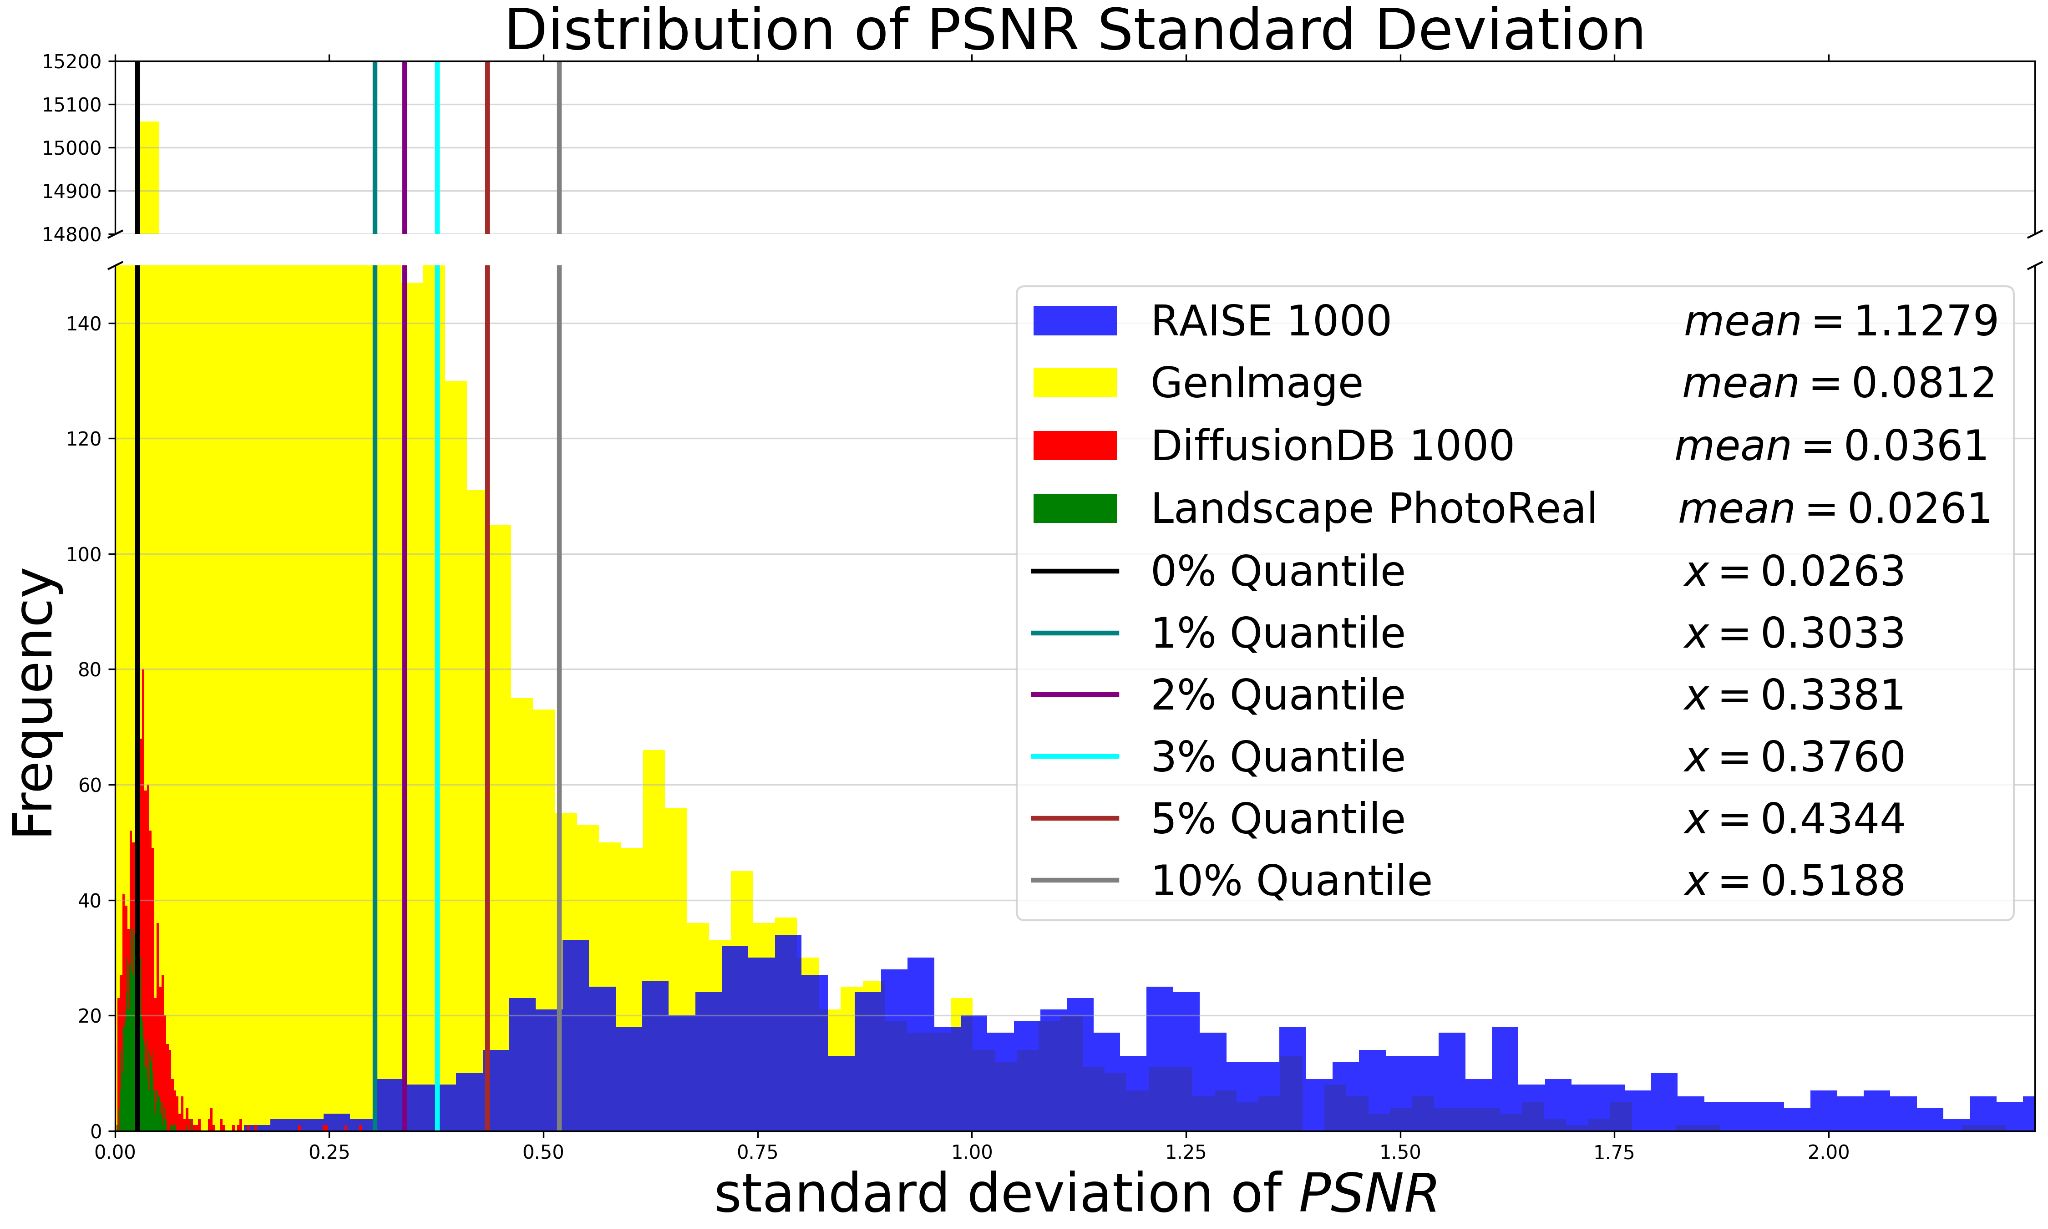 Distribution of PSNR Standard Deviation
15200
15100
15000
14900
14800
140
120
100
80
60
40
20
0
Frequency
RAISE 1000 mean = 1.1279
GenImage mean = 0.0812
DiffusionDB 1000 mean = 0.0361
Landscape PhotoReal mean = 0.0261
0% Quantile x = 0.0263
1% Quantile x = 0.3033
2% Quantile x = 0.3381
3% Quantile x = 0.3760
5% Quantile x = 0.4344
10% Quantile x = 0.5188
0.00 0.25 0.50 0.75 1.00 1.25 1.50 1.75 2.00
standard deviation of PSNR